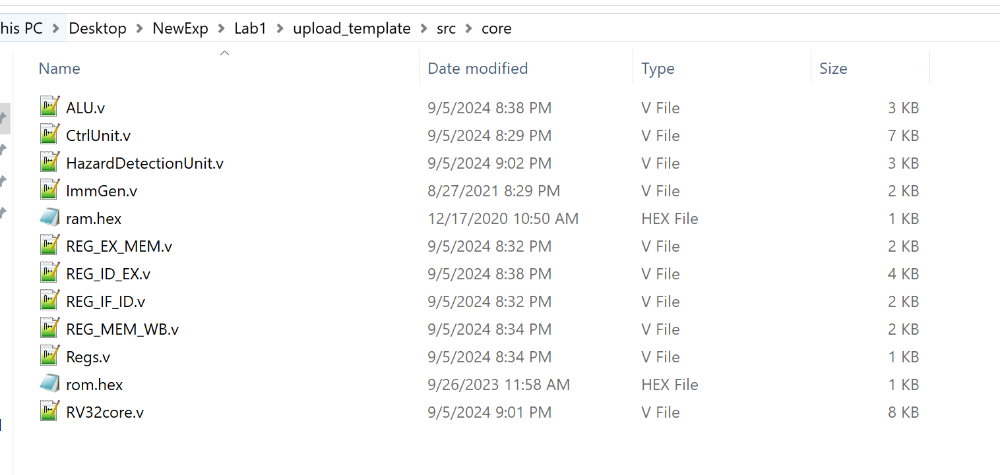 his PC > Desktop > NewExp > Lab1 > upload_template > src > core
Name Date modified Type Size
ALU.v 9/5/2024 8:38 PM V File 3 KB
CtrlUnit.v 9/5/2024 8:29 PM V File 7 KB
HazardDetectionUnit.v 9/5/2024 9:02 PM V File 3 KB
ImmGen.v 8/27/2021 8:29 PM V File 2 KB
ram.hex 12/17/2020 10:50 AM HEX File 1 KB
REG_EX_MEM.v 9/5/2024 8:32 PM V File 2 KB
REG_ID_EX.v 9/5/2024 8:38 PM V File 4 KB
REG_IF_ID.v 9/5/2024 8:32 PM V File 2 KB
REG_MEM_WB.v 9/5/2024 8:34 PM V File 2 KB
Regs.v 9/5/2024 8:34 PM V File 1 KB
rom.hex 9/26/2023 11:58 AM HEX File 1 KB
RV32core.v 9/5/2024 9:01 PM V File 8 KB